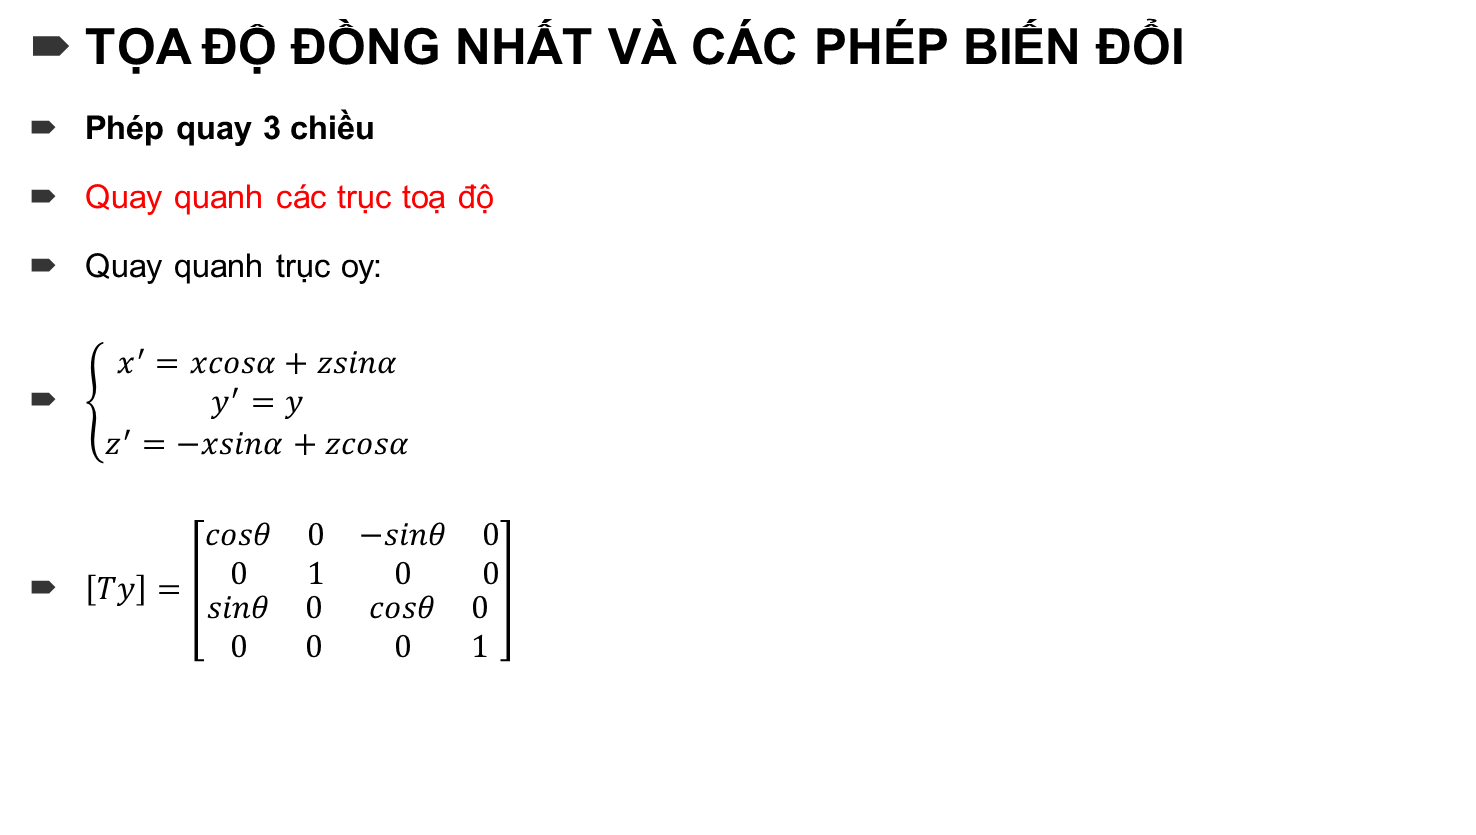 TỌA ĐỘ ĐỒNG NHẤT VÀ CÁC PHÉP BIẾN ĐỔI
Phép quay 3 chiều
Quay quanh các trục toạ độ
Quay quanh trục oy:
x′ = xcosα + zsinα
y′ = y
z′ = −xsinα + zcosα
[Ty] =
cosθ 0 −sinθ 0
0 1 0 0
sinθ 0 cosθ 0
0 0 0 1